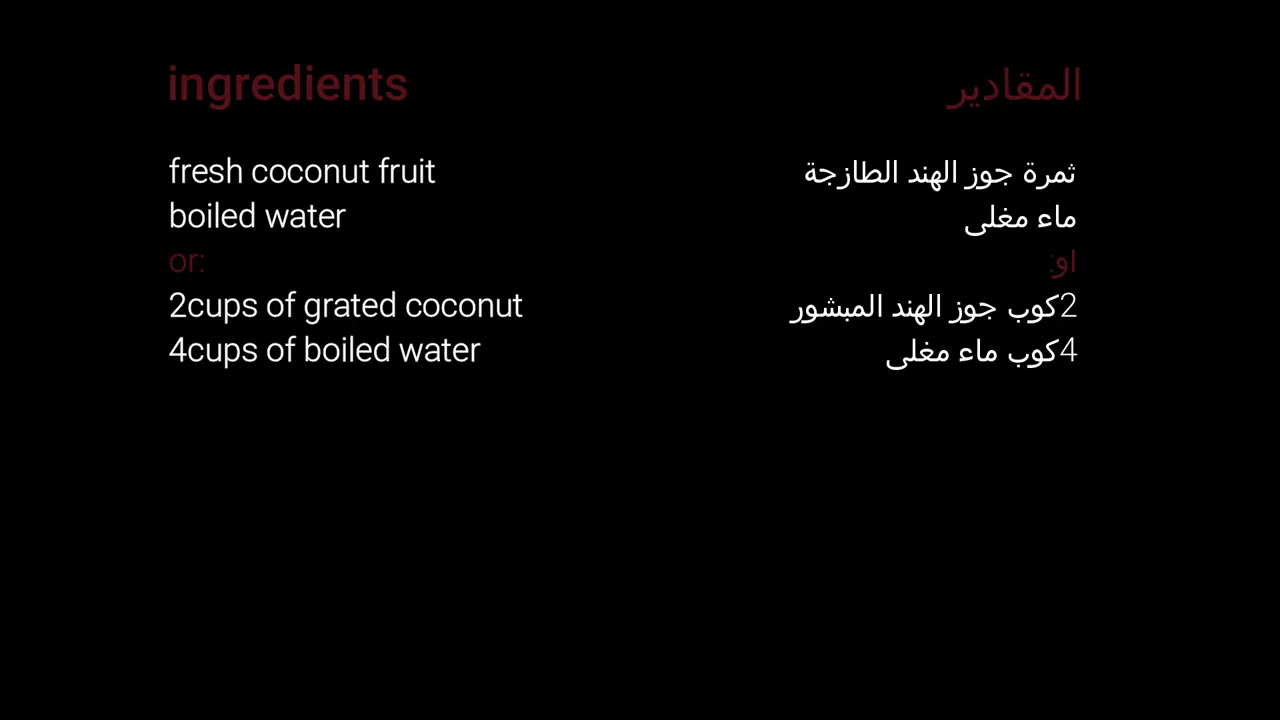 ingredients
fresh coconut fruit
boiled water
or:
2cups of grated coconut
4cups of boiled water
المقادير
ثمرة جوز الهند الطازجة
ماء مغلى
او:
2كوب جوز الهند المبشور
4كوب ماء مغلى